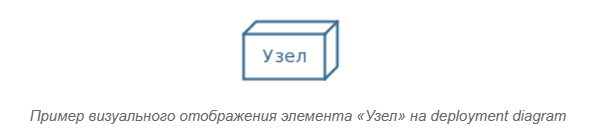 Узел
Пример визуального отображения элемента «Узел» на deployment diagram